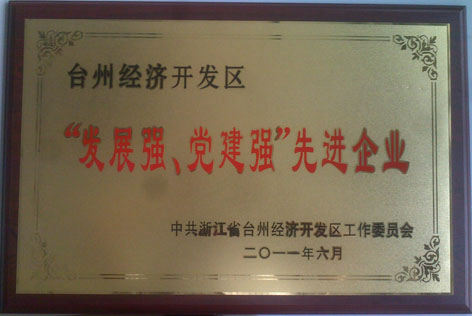 台州经济开发区
“发展强、党建强”先进企业
中共浙江省台州经济开发区工作委员会
二〇一一年六月